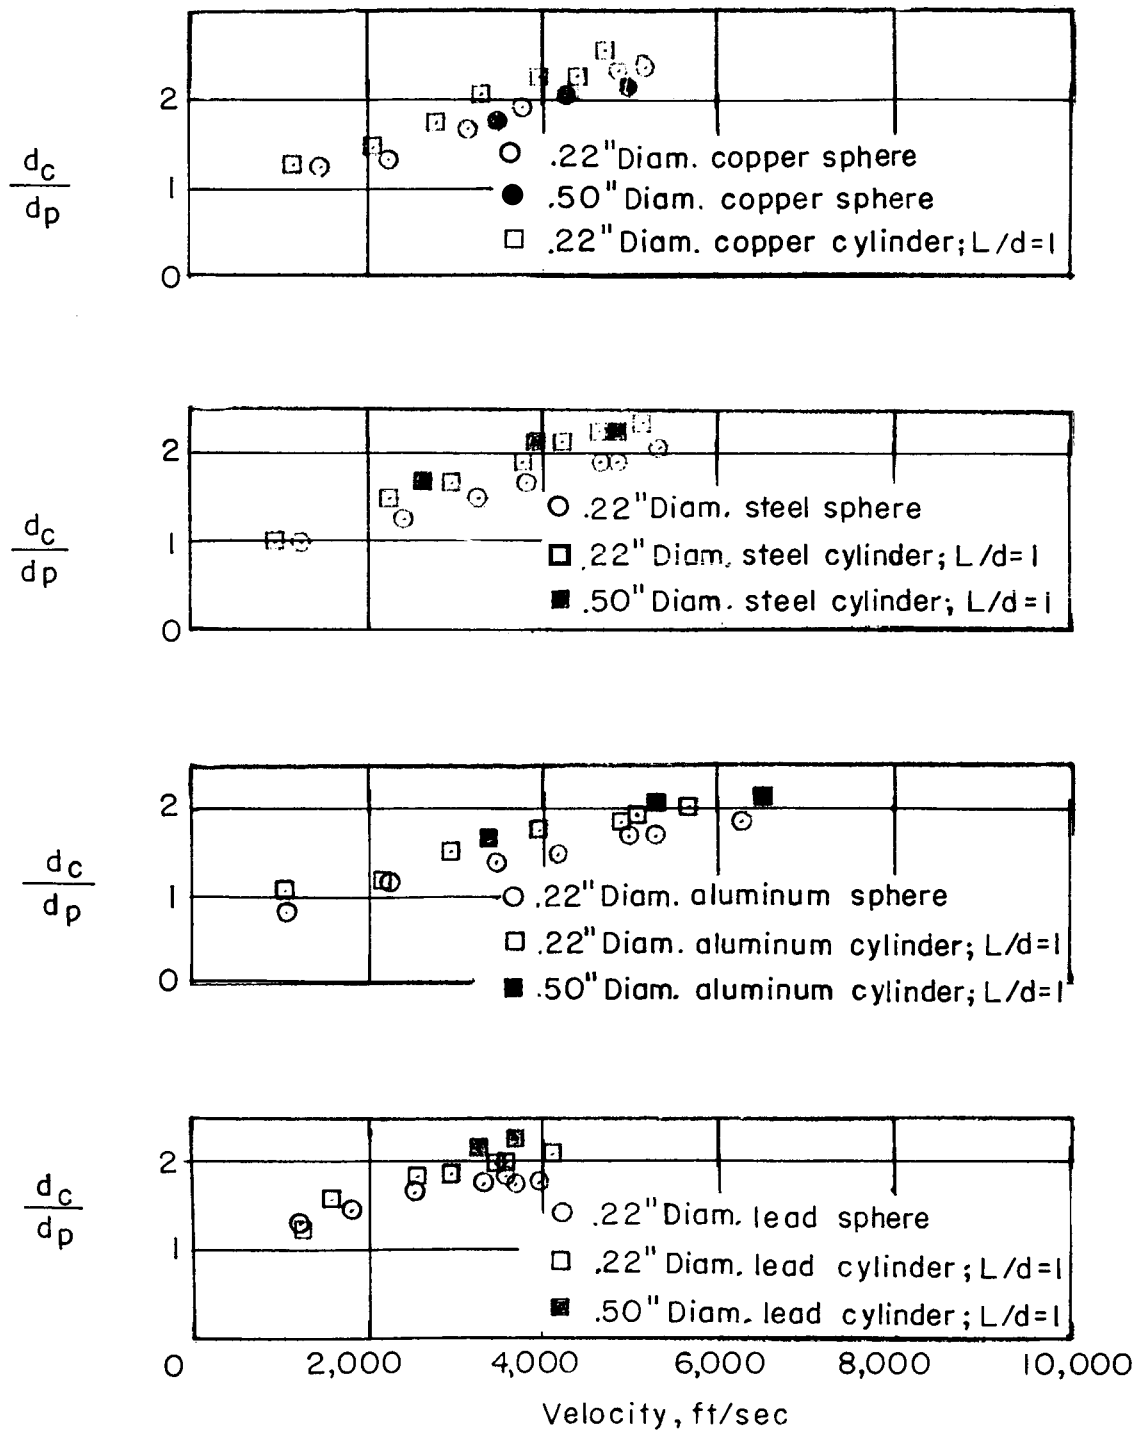 2
dc
dp
1
0
.22" Diam. copper sphere
.50" Diam. copper sphere
.22" Diam. copper cylinder; L/d=1
2
dc
dp
1
0
.22" Diam. steel sphere
.22" Diam. steel cylinder; L/d=1
.50" Diam. steel cylinder; L/d=1
2
dc
dp
1
0
.22" Diam. aluminum sphere
.22" Diam. aluminum cylinder; L/d=1
.50" Diam. aluminum cylinder; L/d=1
2
dc
dp
1
.22" Diam. lead sphere
.22" Diam. lead cylinder; L/d=1
.50" Diam. lead cylinder; L/d=1
0 2,000 4,000 6,000 8,000 10,000
Velocity, ft/sec